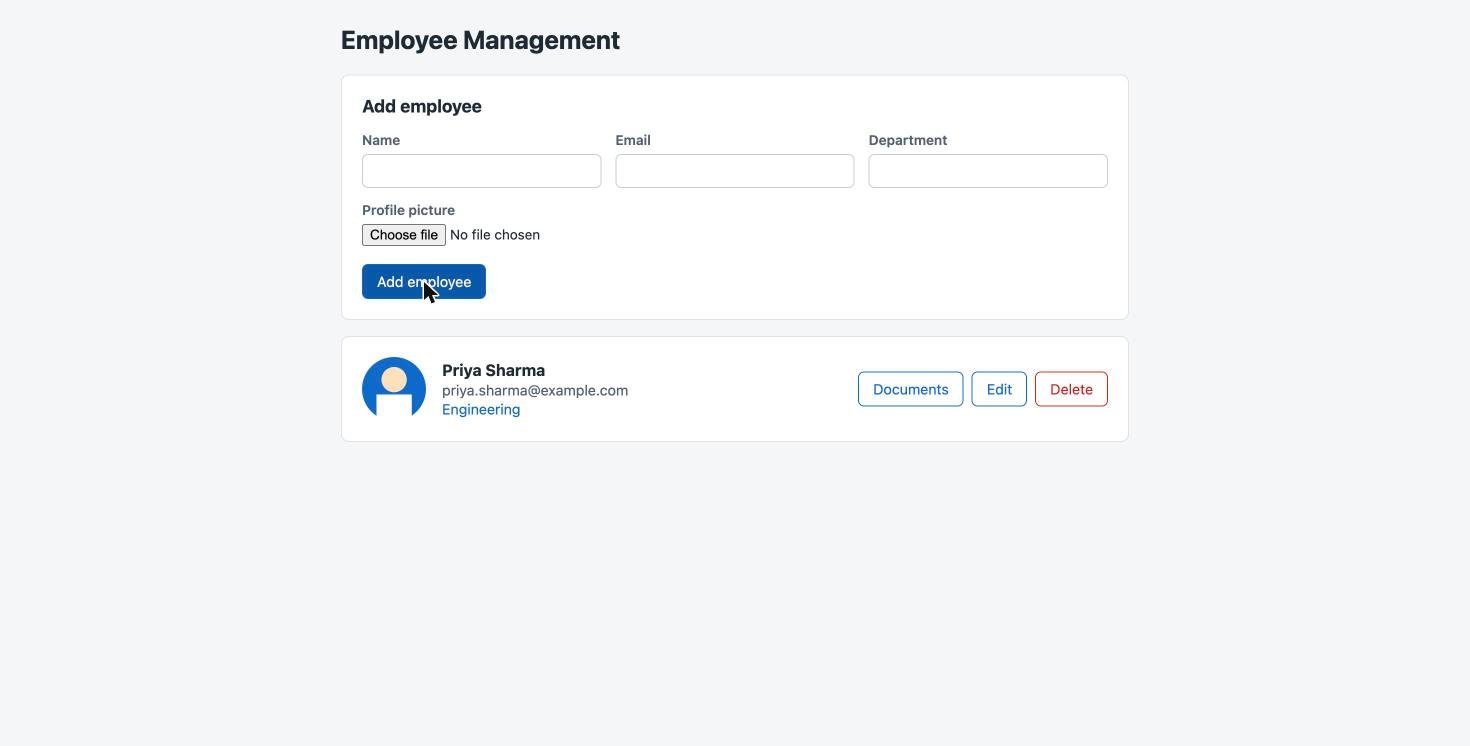 Employee Management
Add employee
Name Email Department
Profile picture
Choose file No file chosen
Add employee
Priya Sharma
priya.sharma@example.com
Engineering
Documents Edit Delete